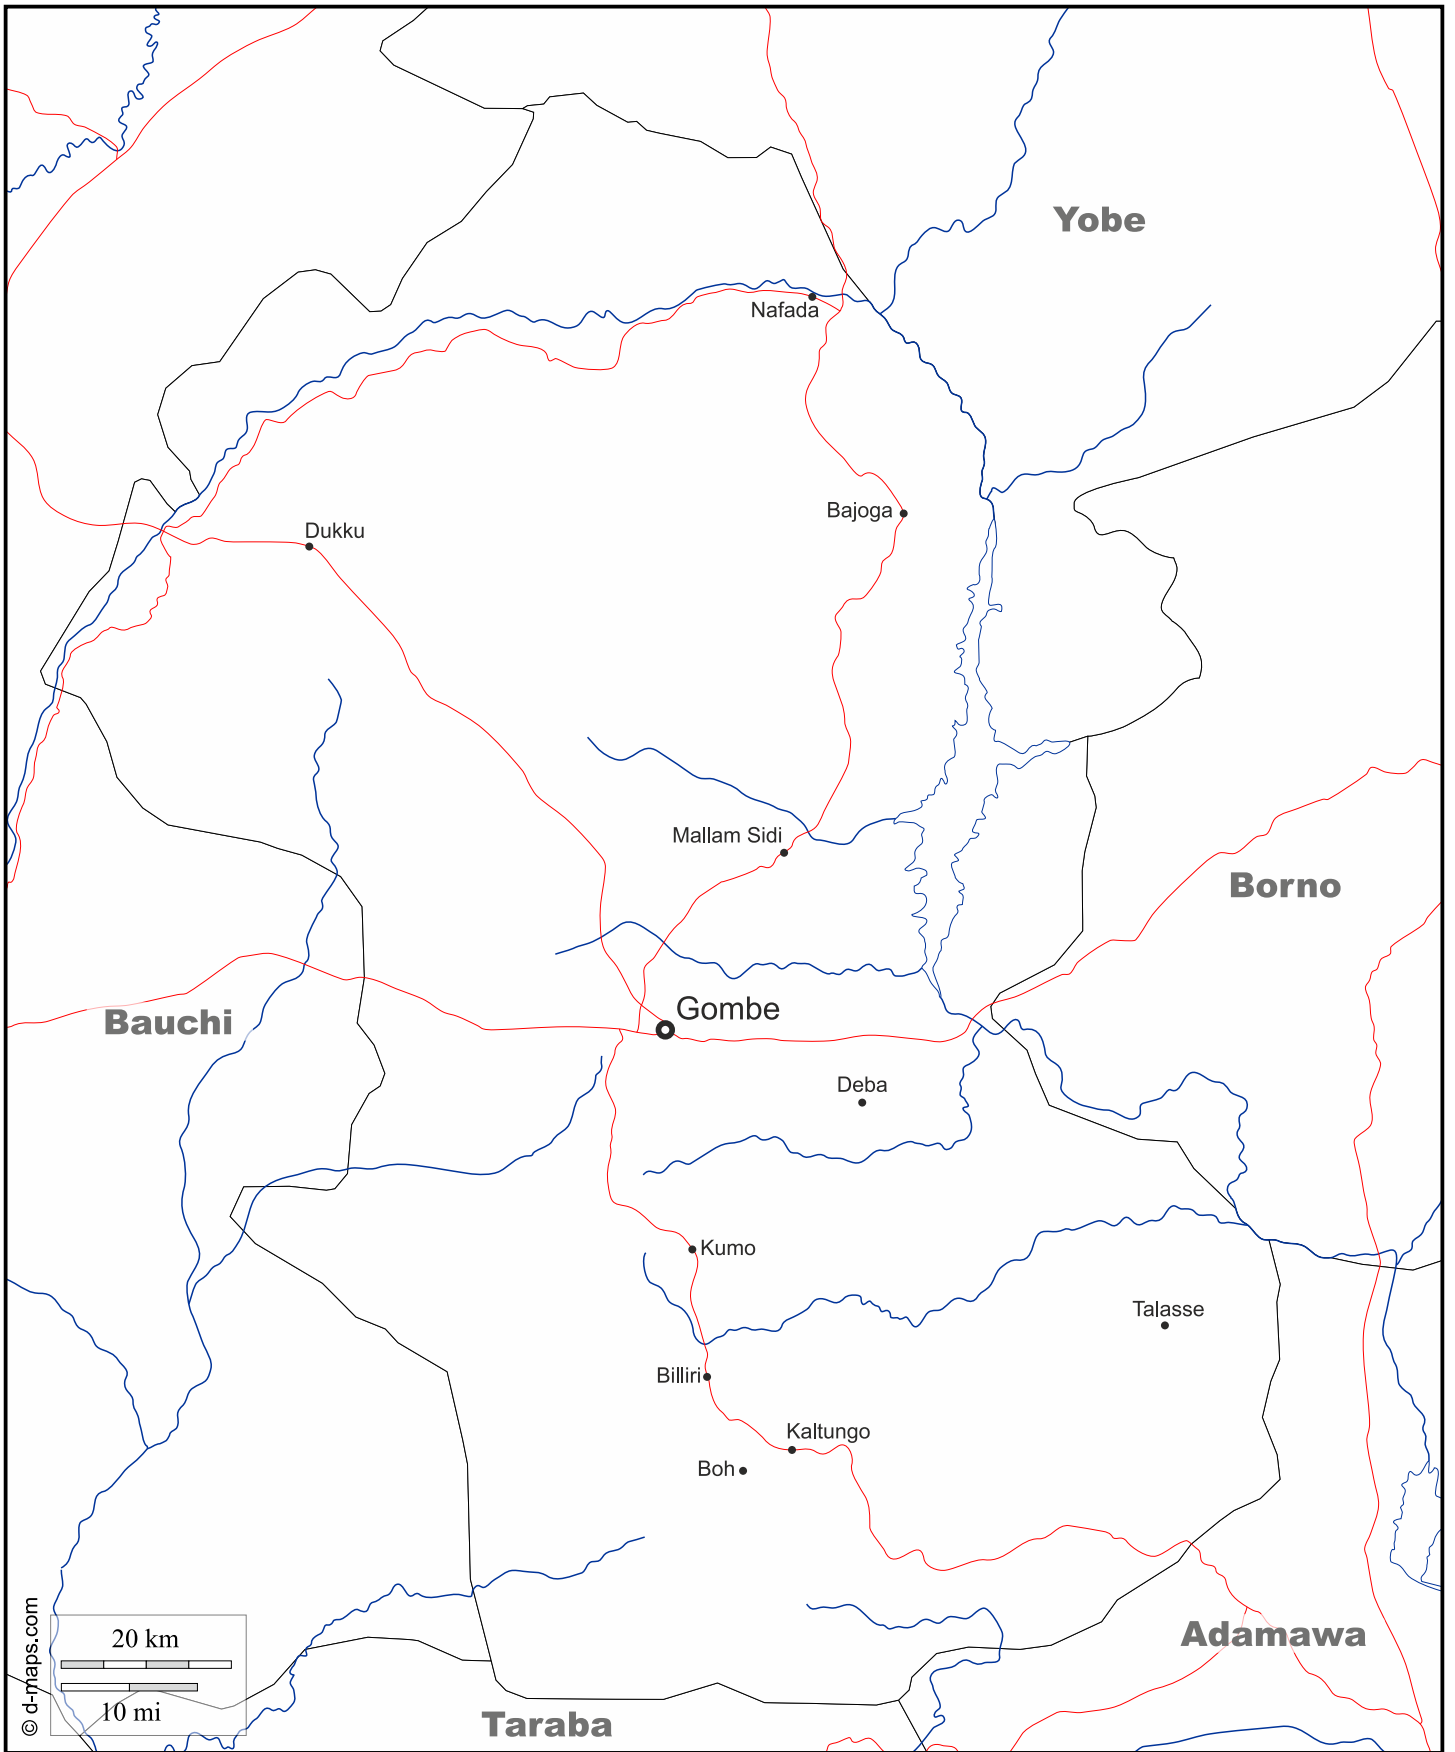 Yobe
Nafada
Bajoga
Dukku
Mallam Sidi
Borno
Gombe
Bauchi
Deba
Kumo
Talasse
Billiri
Kaltungo
Boh
Adamawa
Taraba
20 km
10 mi
© d-maps.com